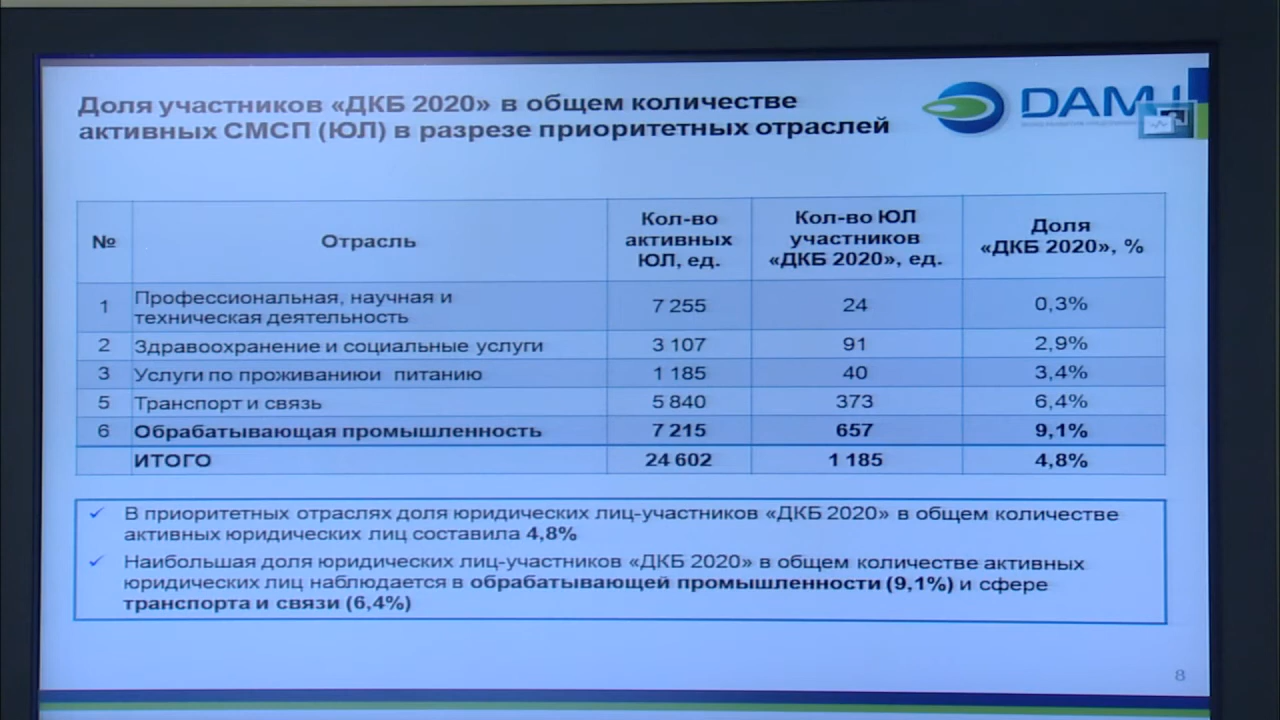 Доля участников «ДКБ 2020» в общем количестве
активных СМСП (ЮЛ) в разрезе приоритетных отраслей
DAMU
№
Отрасль
Кол-во
активных
ЮЛ, ед.
Кол-во ЮЛ
участников
«ДКБ 2020», ед.
Доля
«ДКБ 2020», %
1
Профессиональная, научная и
техническая деятельность
7 255
24
0,3%
2 Здравоохранение и социальные услуги 3 107 91 2,9%
3 Услуги по проживаниюи питанию 1 185 40 3,4%
5 Транспорт и связь 5 840 373 6,4%
6 Обрабатывающая промышленность 7 215 657 9,1%
ИТОГО 24 602 1 185 4,8%
✓ В приоритетных отраслях доля юридических лиц-участников «ДКБ 2020» в общем количестве
активных юридических лиц составила 4,8%
✓ Наибольшая доля юридических лиц-участников «ДКБ 2020» в общем количестве активных
юридических лиц наблюдается в обрабатывающей промышленности (9,1%) и сфере
транспорта и связи (6,4%)
8